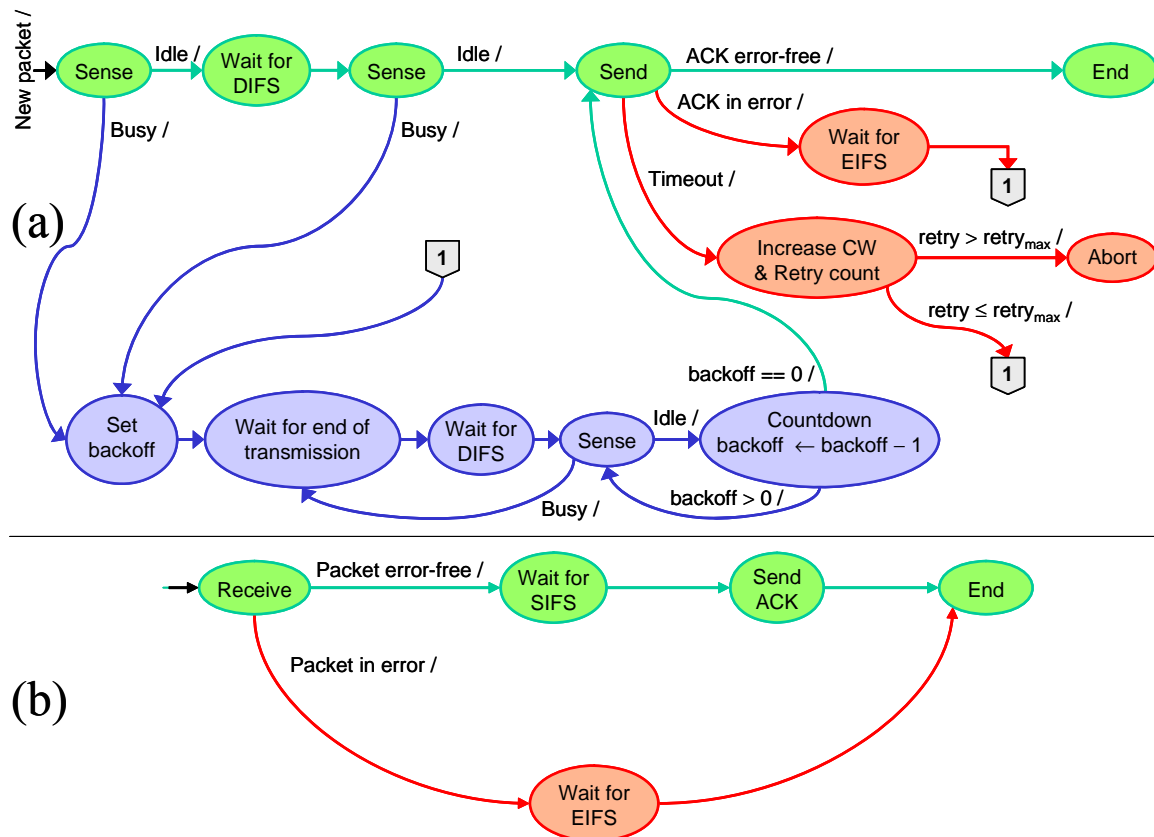 New packet /
Sense
Idle /
Wait for
DIFS
Sense
Idle /
Send
ACK error-free /
End
Busy /
Busy /
ACK in error /
Wait for
EIFS
1
Timeout /
(a)
1
Increase CW
& Retry count
retry > retrymax /
Abort
retry ≤ retrymax /
1
backoff == 0 /
Set
backoff
Wait for end of
transmission
Wait for
DIFS
Sense
Idle /
Countdown
backoff ← backoff – 1
Busy /
backoff > 0 /
Receive
Packet error-free /
Wait for
SIFS
Send
ACK
End
Packet in error /
(b)
Wait for
EIFS